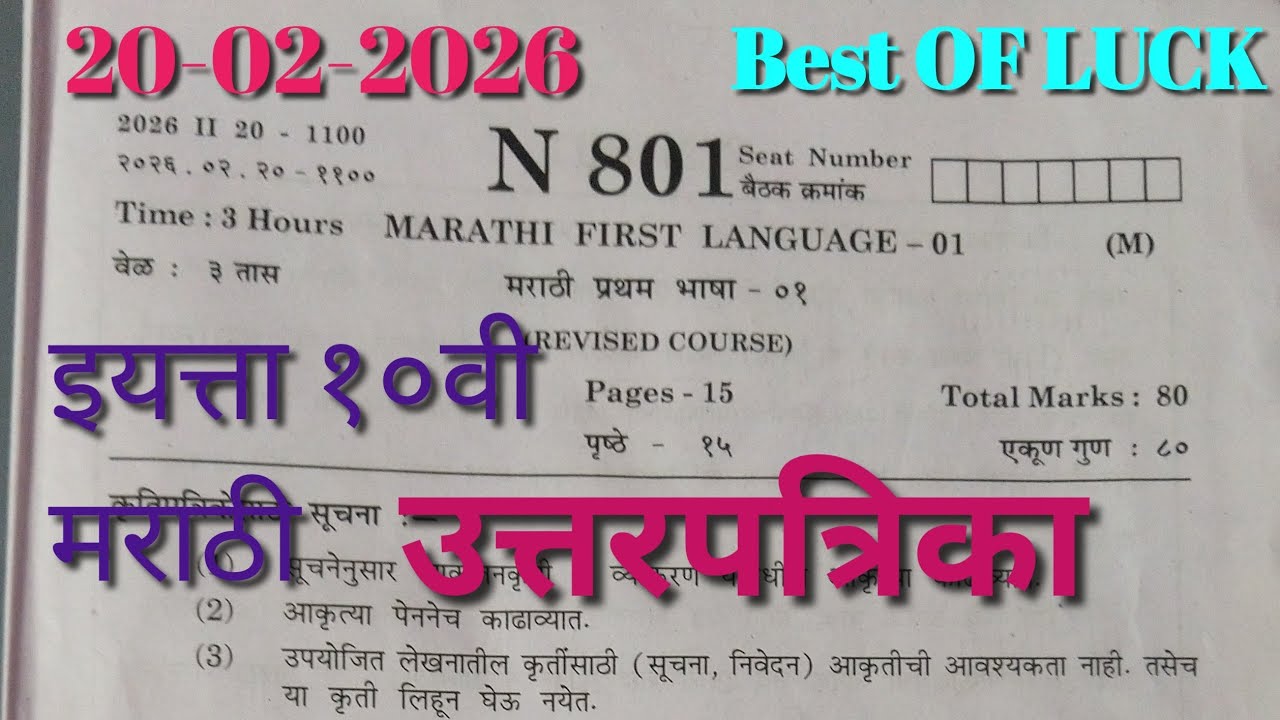 20-02-2026 Best OF LUCK
2026 II 20 - 1100
२०२६.०२.२०-११००
N 801
Seat Number
बैठक क्रमांक
Time : 3 Hours
वेळ : ३ तास
MARATHI FIRST LANGUAGE – 01 (M)
मराठी प्रथम भाषा - ०१
(REVISED COURSE)
इयत्ता १०वी
Pages - 15 Total Marks : 80
पृष्ठे - १५ एकूण गुण : ८०
सूचना : –
मराठी उत्तरपत्रिका
सूचनेनुसार
(2) आकृत्या पेननेच काढाव्यात.
(3) उपयोजित लेखनातील कृतींसाठी (सूचना, निवेदन) आकृतीची आवश्यकता नाही. तसेच
या कृती लिहून घेऊ नयेत.